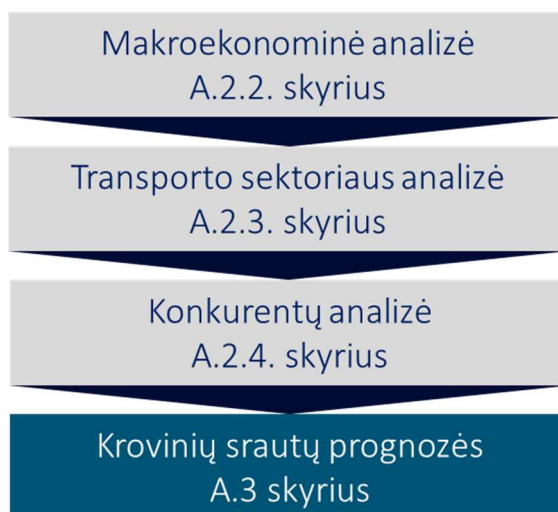 Makroekonominė analizė
A.2.2. skyrius
Transporto sektoriaus analizė
A.2.3. skyrius
Konkurentų analizė
A.2.4. skyrius
Krovinių srautų prognozės
A.3 skyrius